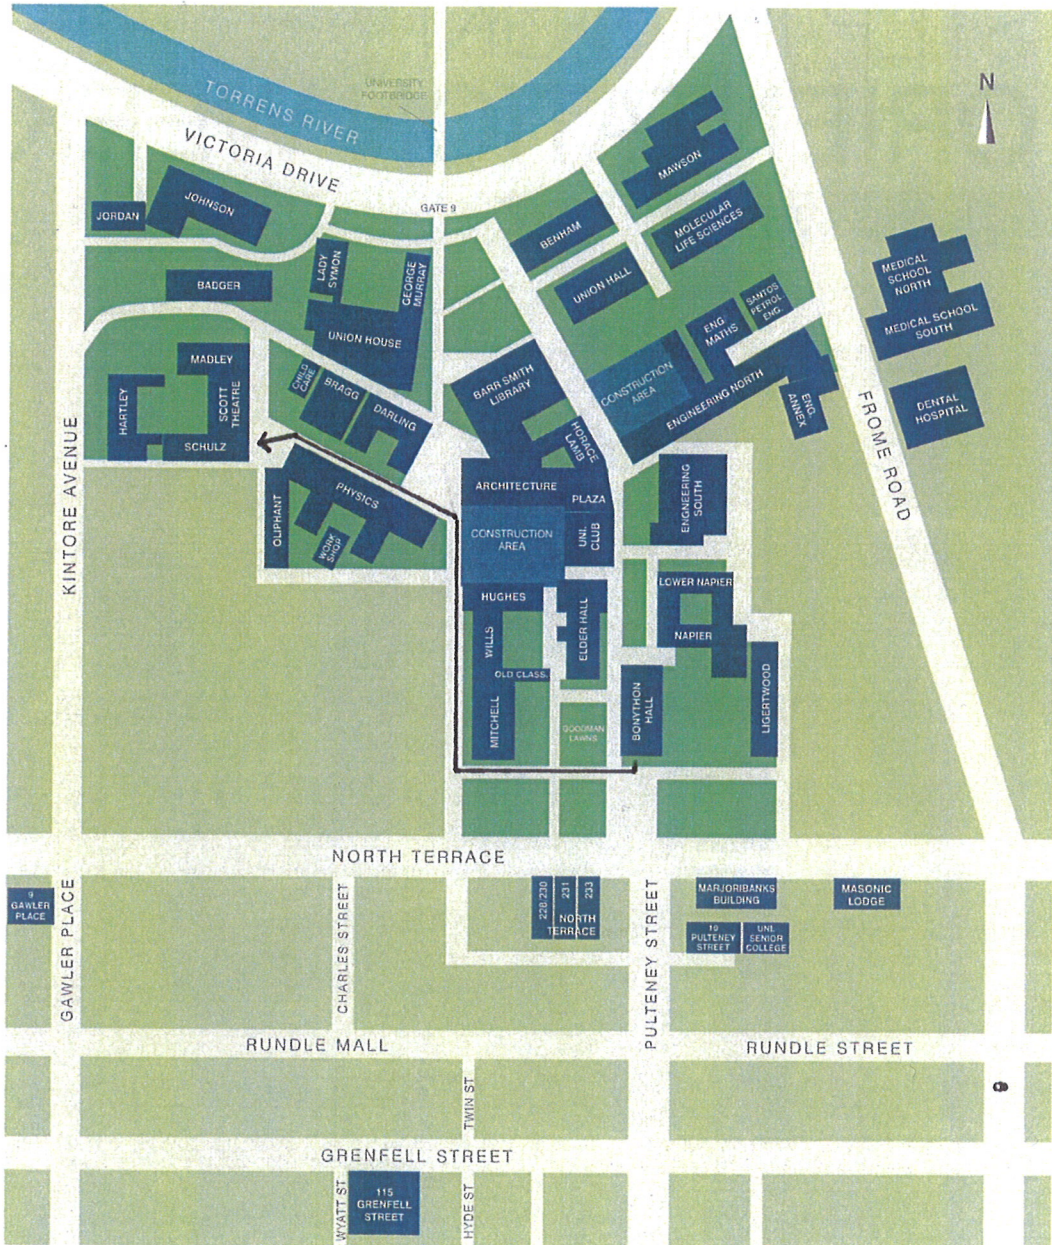 N
UNIVERSITY
FOOTBRIDGE
TORRENS RIVER
VICTORIA DRIVE
GATE 9
MAWSON
JORDAN
JOHNSON
BENHAM
MOLECULAR
LIFE SCIENCES
LADY
SYMON
GEORGE
MURRAY
BADGER
UNION HALL
UNION HOUSE
SANTOS
PETROL
ENG.
ENG
MATHS
MEDICAL
SCHOOL
NORTH
MEDICAL SCHOOL
SOUTH
MADLEY
HARTLEY
SCOTT
THEATRE
SCHULZ
CHILD
CARE
BRAGG
DARLING
BARR SMITH
LIBRARY
CONSTRUCTION
AREA
ENGINEERING NORTH
ENG.
ANNEX
DENTAL
HOSPITAL
HORACE
LAMB
KINTORE AVENUE
FROME ROAD
ARCHITECTURE
PLAZA
PHYSICS
OLIPHANT
WORK
SHOP
CONSTRUCTION
AREA
UNI.
CLUB
ENGNEERING
SOUTH
HUGHES
WILLS
ELDER HALL
LOWER NAPIER
NAPIER
OLD CLASS.
MITCHELL
GOODMAN
LAWNS
BONYTHON
HALL
LIGERTWOOD
NORTH TERRACE
9
GAWLER
PLACE
GAWLER PLACE
CHARLES STREET
228/230
231
233
NORTH
TERRACE
PULTENEY STREET
MARJORIBANKS
BUILDING
MASONIC
LODGE
10
PULTENEY
STREET
UNI.
SENIOR
COLLEGE
RUNDLE MALL
RUNDLE STREET
TWIN ST
GRENFELL STREET
WYATT ST
115
GRENFELL
STREET
HYDE ST